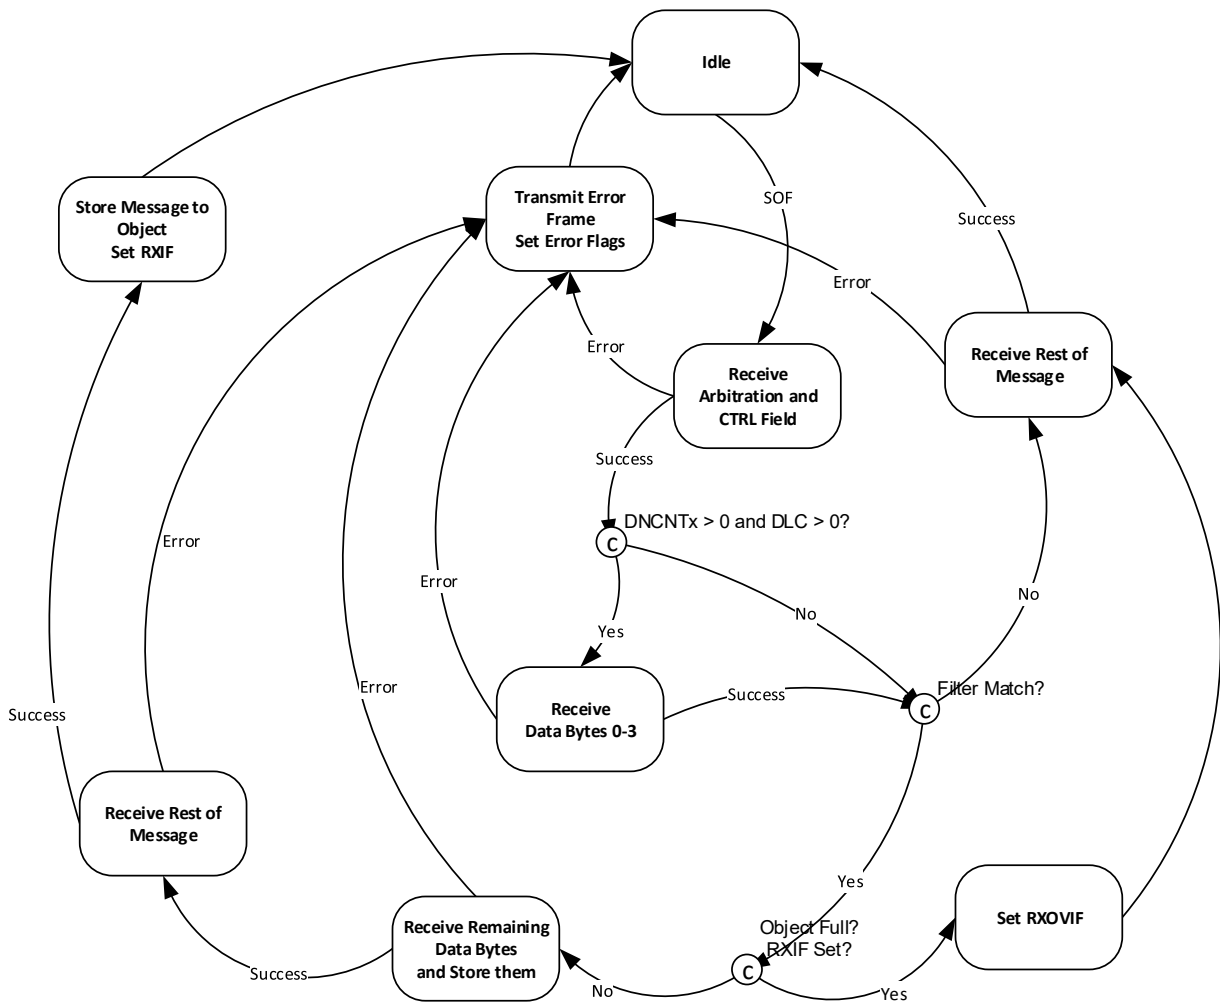 Idle
Store Message to
Object
Set RXIF
Transmit Error
Frame
Set Error Flags
SOF
Success
Error
Receive Rest of
Message
Error
Receive
Arbitration and
CTRL Field
Success
DNCNTx > 0 and DLC > 0?
C
Error
Error
No
No
Yes
Receive
Data Bytes 0-3
Success
Filter Match?
C
Error
Success
Receive Rest of
Message
Yes
Object Full?
RXIF Set?
C
Set RXOVIF
Receive Remaining
Data Bytes
and Store them
Success
No
Yes